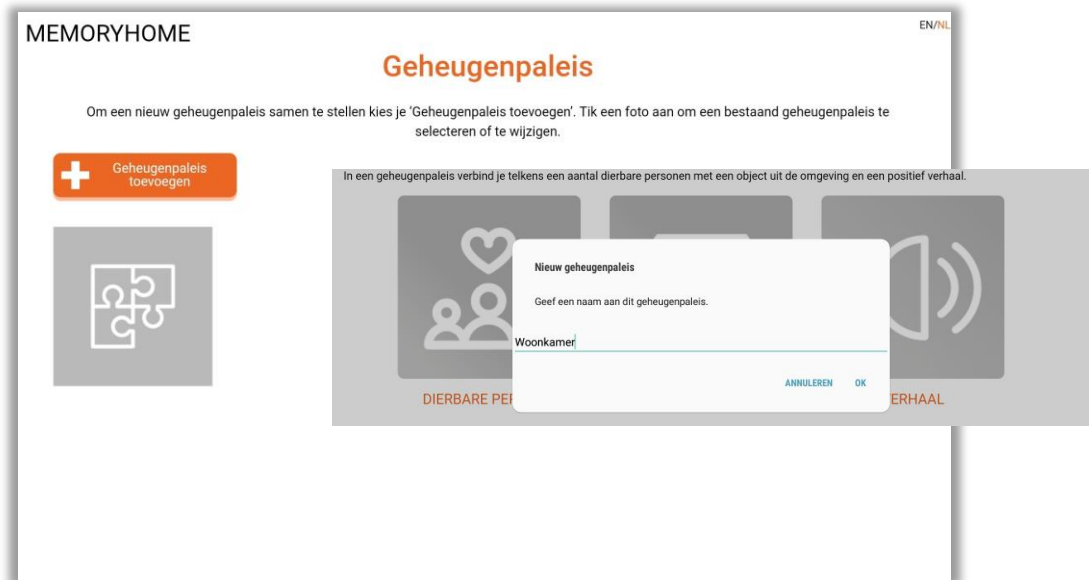 MEMORYHOME
EN/NL
Geheugenpaleis
Om een nieuw geheugenpaleis samen te stellen kies je 'Geheugenpaleis toevoegen'. Tik een foto aan om een bestaand geheugenpaleis te
selecteren of te wijzigen.
Geheugenpaleis
toevoegen
In een geheugenpaleis verbind je telkens een aantal dierbare personen met een object uit de omgeving en een positief verhaal.
Nieuw geheugenpaleis
Geef een naam aan dit geheugenpaleis.
Woonkamer
ANNULEREN OK
DIERBARE PE
ERHAAL